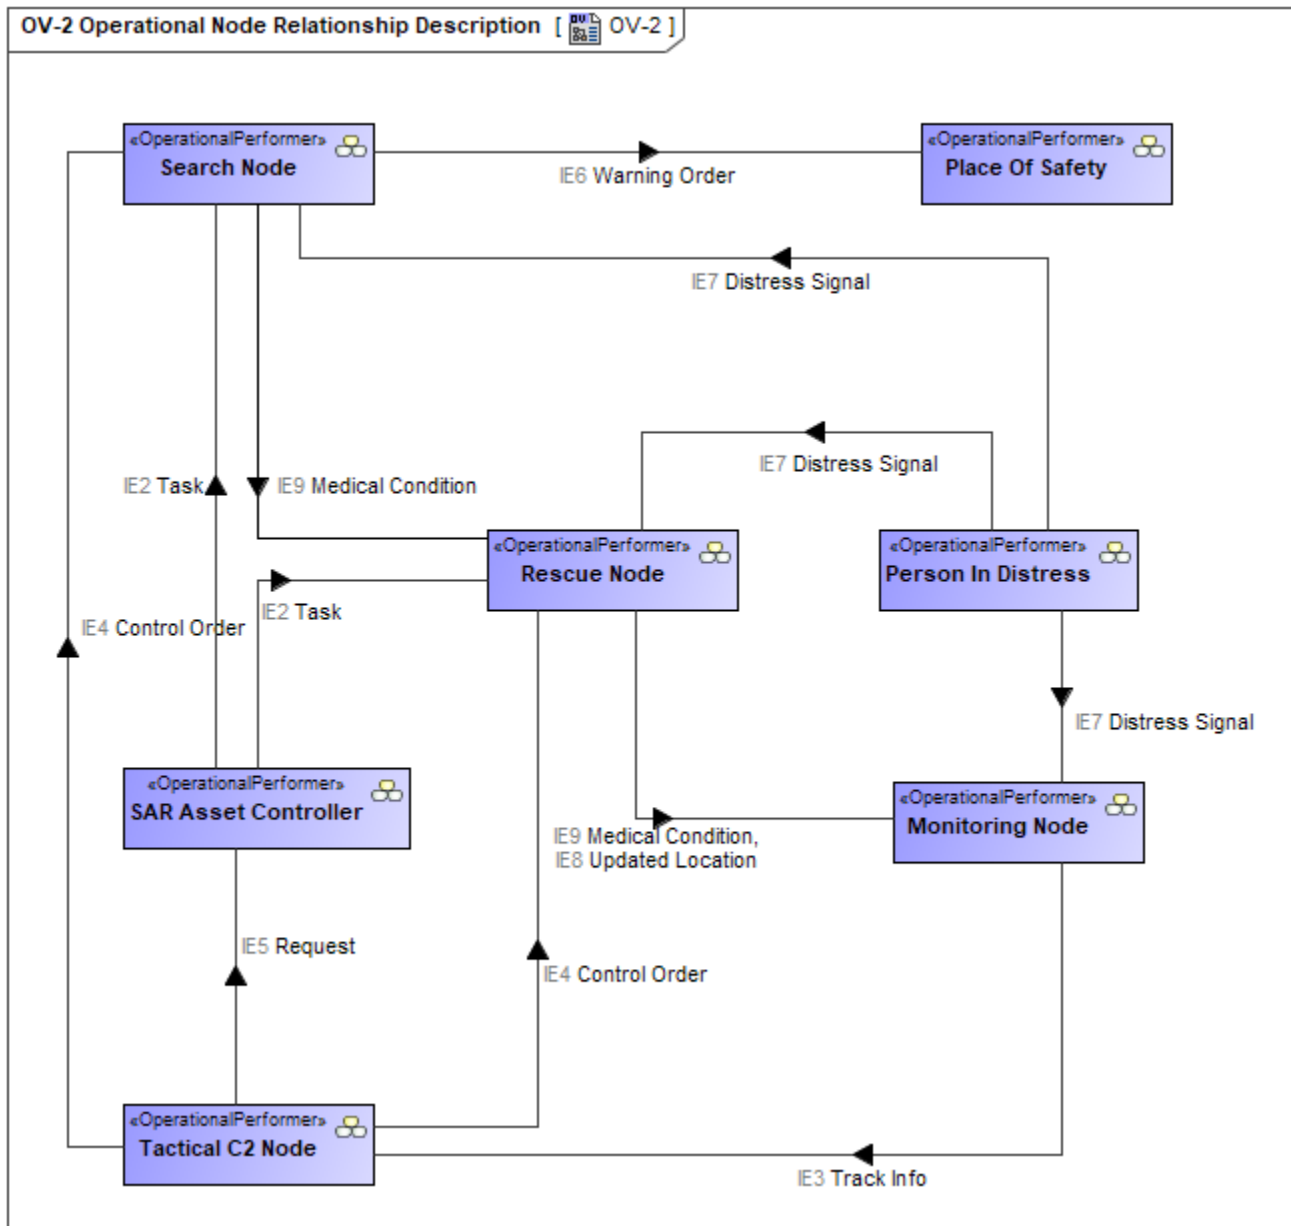 OV-2 Operational Node Relationship Description [ OV-2 ]
«OperationalPerformer»
Search Node
«OperationalPerformer»
Place Of Safety
IE6 Warning Order
IE7 Distress Signal
IE7 Distress Signal
IE2 Task
IE9 Medical Condition
«OperationalPerformer»
Rescue Node
«OperationalPerformer»
Person In Distress
IE2 Task
IE4 Control Order
IE7 Distress Signal
«OperationalPerformer»
SAR Asset Controller
«OperationalPerformer»
Monitoring Node
IE9 Medical Condition,
IE8 Updated Location
IE5 Request
IE4 Control Order
«OperationalPerformer»
Tactical C2 Node
IE3 Track Info